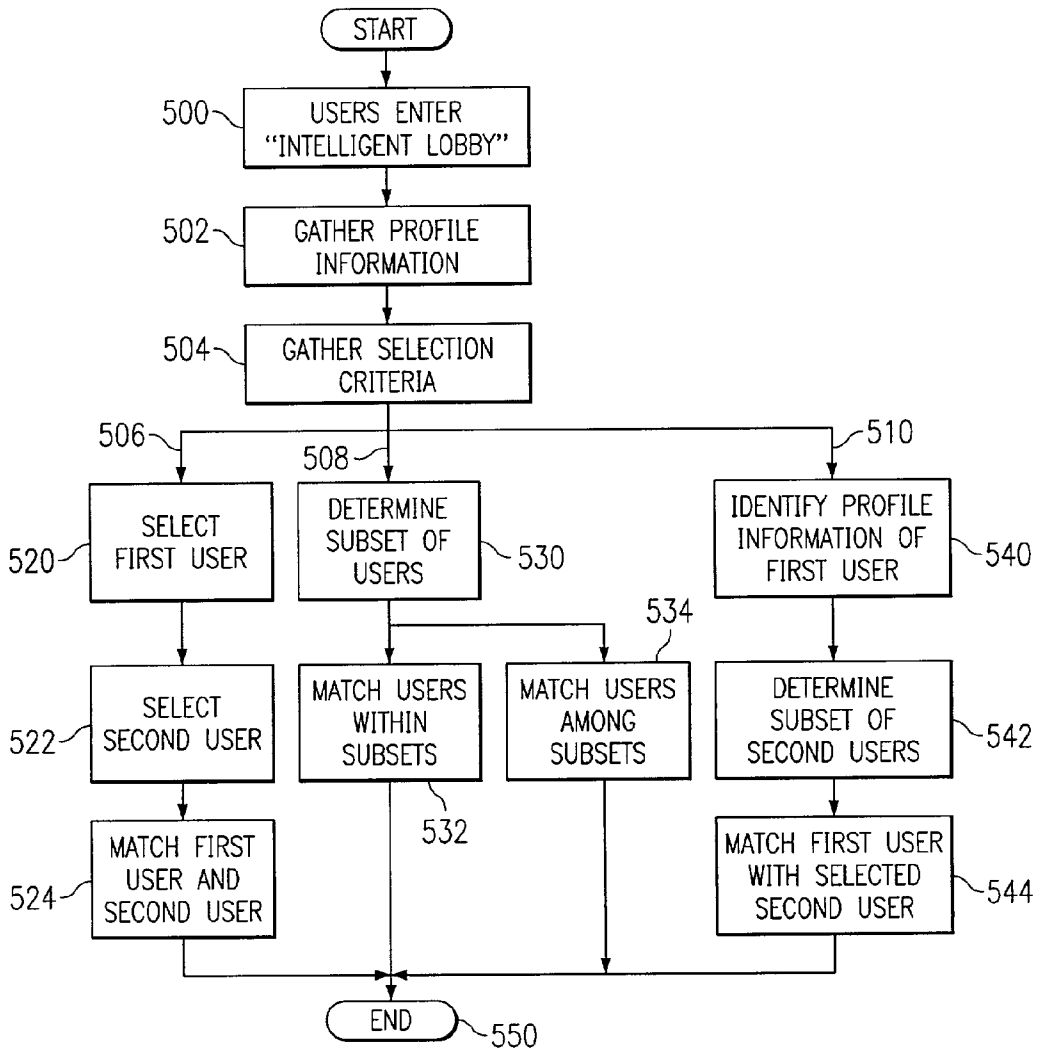 START
500
USERS ENTER
“INTELLIGENT LOBBY”
502
GATHER PROFILE
INFORMATION
504
GATHER SELECTION
CRITERIA
506
508
510
520
SELECT
FIRST USER
DETERMINE
SUBSET OF
USERS
530
IDENTIFY PROFILE
INFORMATION OF
FIRST USER
540
534
522
SELECT
SECOND USER
MATCH USERS
WITHIN
SUBSETS
532
MATCH USERS
AMONG
SUBSETS
DETERMINE
SUBSET OF
SECOND USERS
542
524
MATCH FIRST
USER AND
SECOND USER
MATCH FIRST USER
WITH SELECTED
SECOND USER
544
END
550